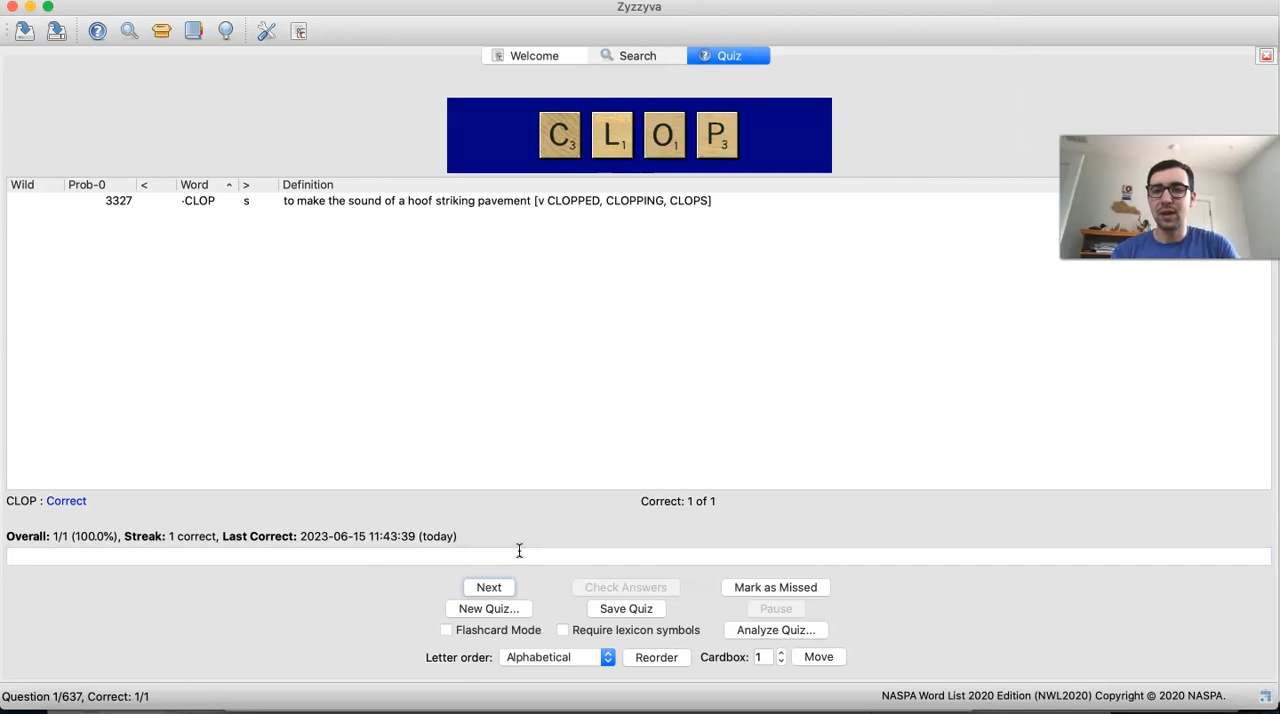 Zyzzyva
Welcome Search Quiz
C3 L1 O1 P3
Wild Prob-0 < Word ^ > Definition
3327 ·CLOP s to make the sound of a hoof striking pavement [v CLOPPED, CLOPPING, CLOPS]
CLOP : Correct Correct: 1 of 1
Overall: 1/1 (100.0%), Streak: 1 correct, Last Correct: 2023-06-15 11:43:39 (today)
Next Check Answers Mark as Missed
New Quiz... Save Quiz Pause
Flashcard Mode Require lexicon symbols Analyze Quiz...
Letter order: Alphabetical Reorder Cardbox: 1 Move
Question 1/637, Correct: 1/1 NASPA Word List 2020 Edition (NWL2020) Copyright © 2020 NASPA.